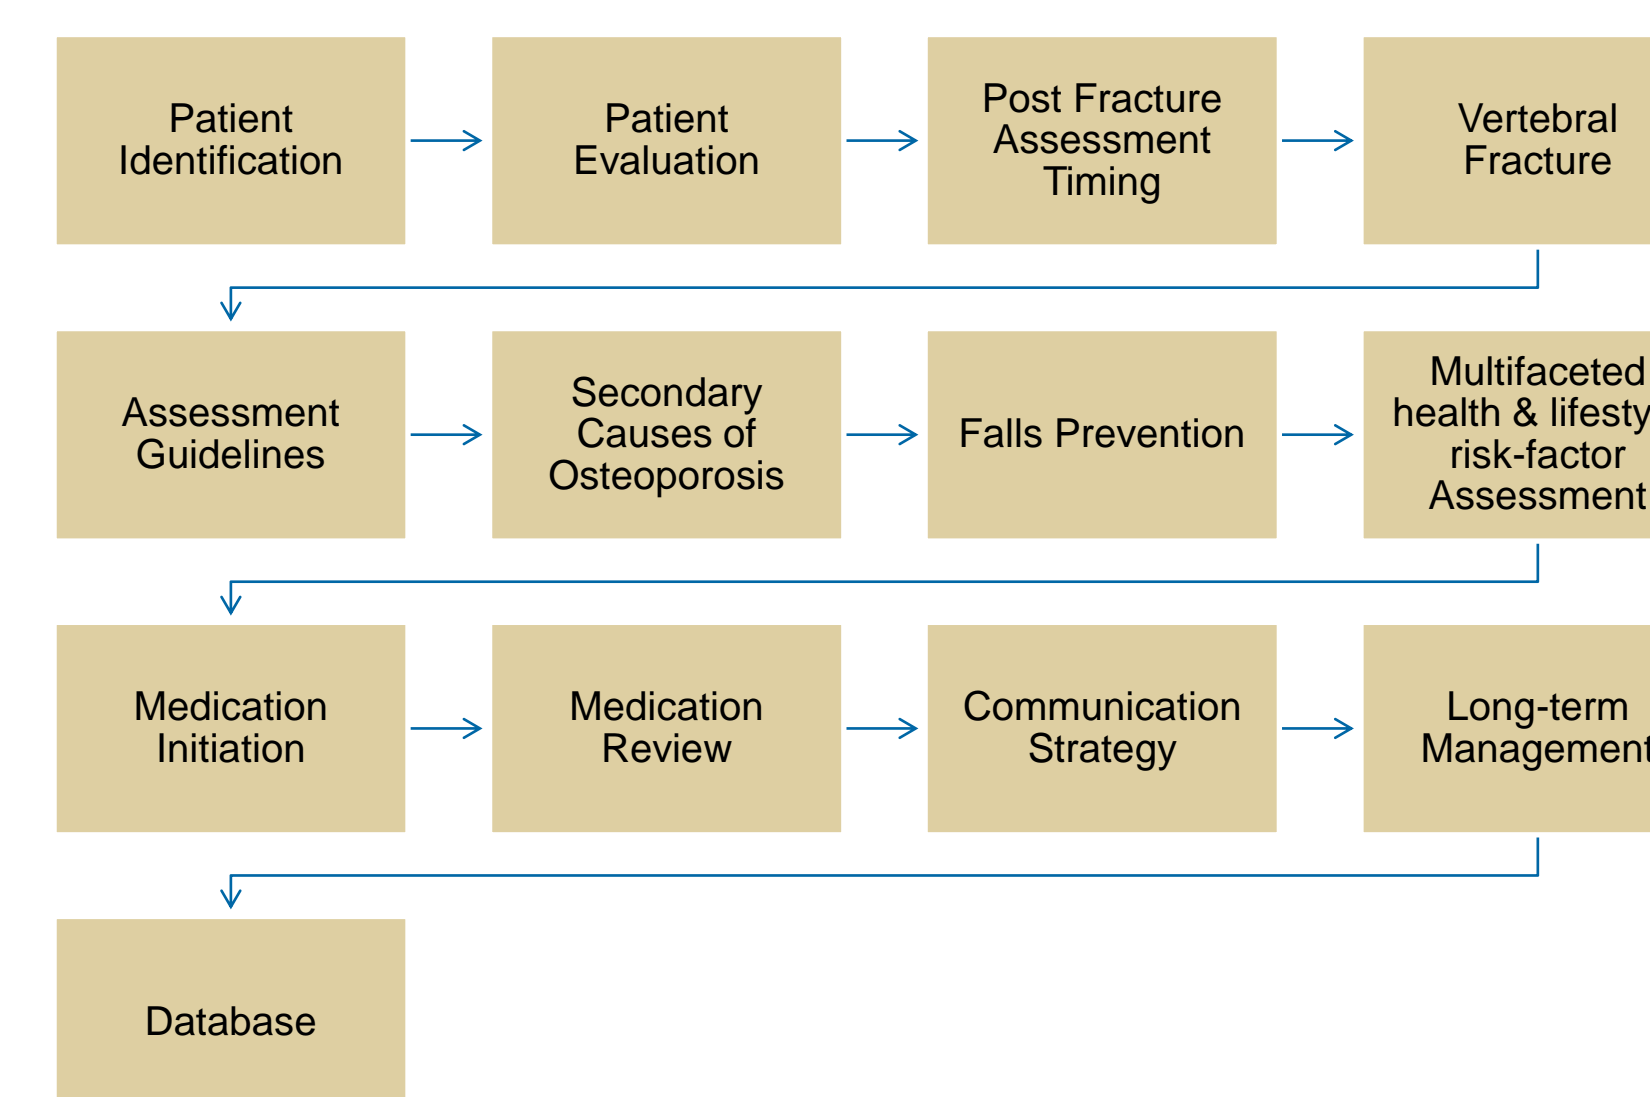 Patient
Identification
Patient
Evaluation
Post Fracture
Assessment
Timing
Vertebral
Fracture
Assessment
Guidelines
Secondary
Causes of
Osteoporosis
Falls Prevention
Multifaceted
health & lifesty
risk-factor
Assessment
Medication
Initiation
Medication
Review
Communication
Strategy
Long-term
Management
Database